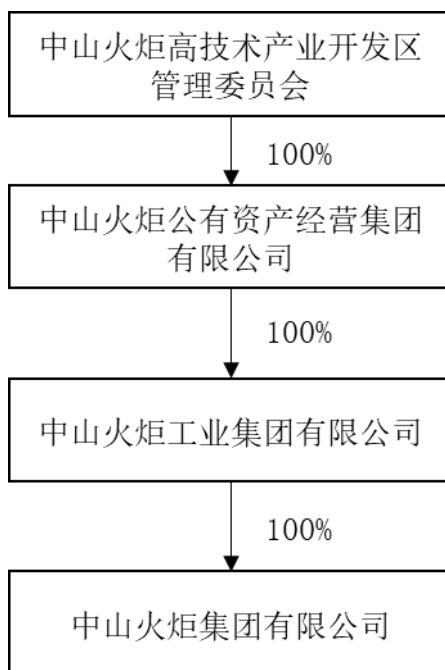 中山火炬高技术产业开发区
管理委员会
100%
中山火炬公有资产经营集团
有限公司
100%
中山火炬工业集团有限公司
100%
中山火炬集团有限公司